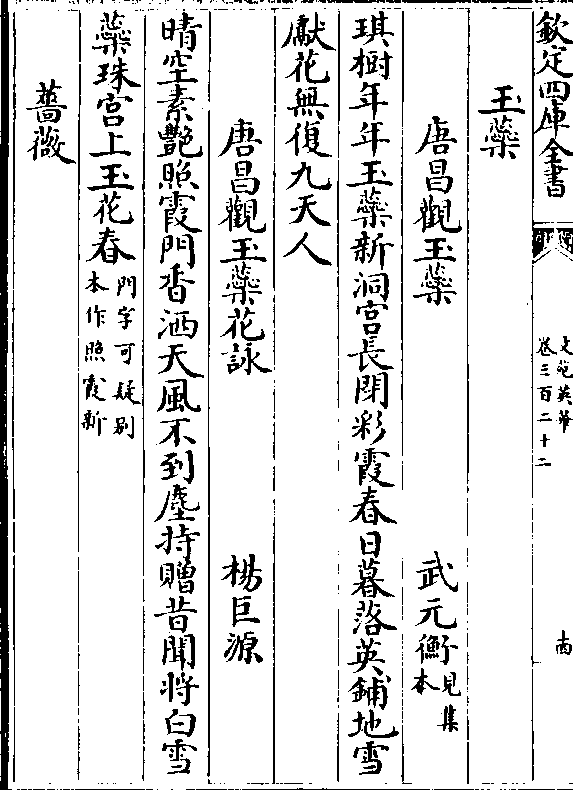 欽定四庫全書
文苑英華
卷三百二十二
玉蘂
唐昌觀玉蘂 武元衡見集本
琪樹年年玉蘂新洞宫長閉彩霞春日暮落英鋪地雪
獻花無復九天人
唐昌觀玉蘂花詠 楊巨源
晴空素艷照霞門香洒天風不到塵持贈昔聞將白雪
蘂珠宫上玉花春門字可疑别本作照霞新
薔薇